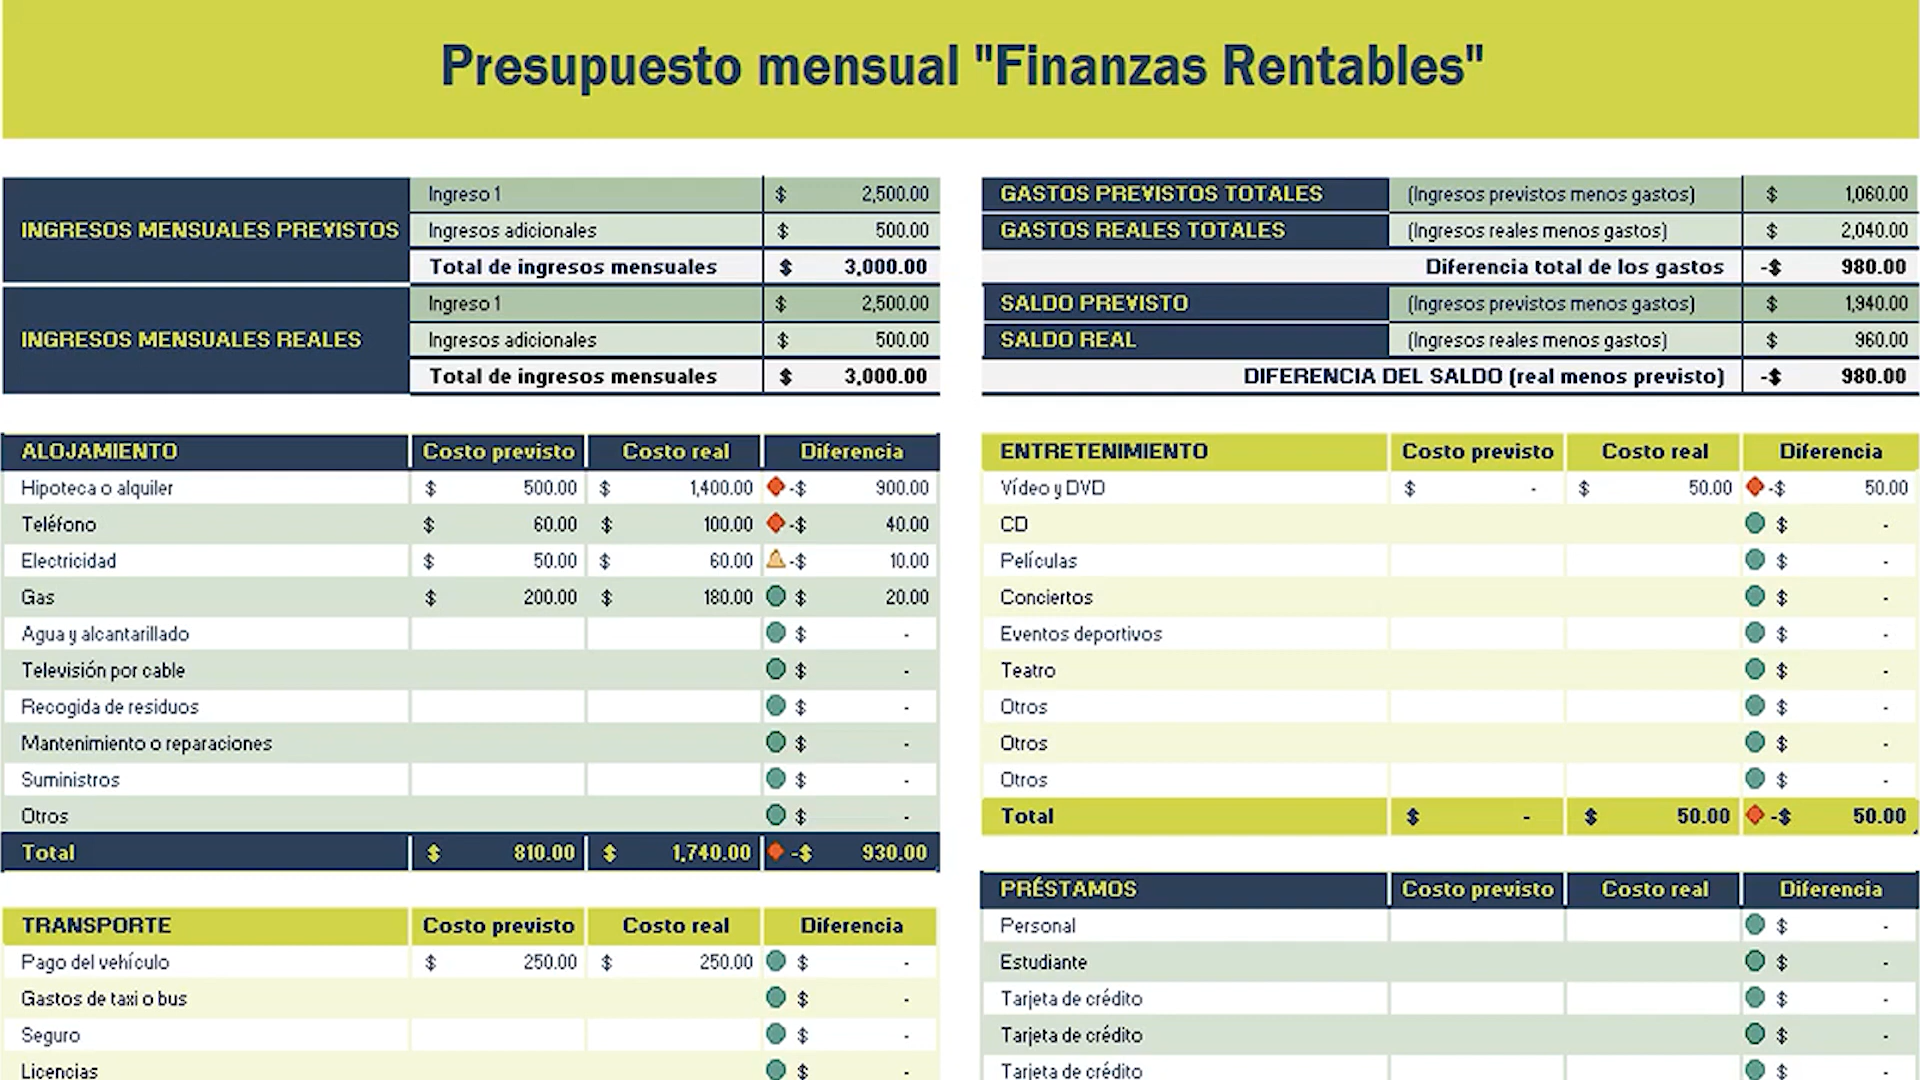 Presupuesto mensual "Finanzas Rentables"
INGRESOS MENSUALES PREVISTOS
Ingreso 1 $ 2,500.00
Ingresos adicionales $ 500.00
Total de ingresos mensuales $ 3,000.00
INGRESOS MENSUALES REALES
Ingreso 1 $ 2,500.00
Ingresos adicionales $ 500.00
Total de ingresos mensuales $ 3,000.00
GASTOS PREVISTOS TOTALES (Ingresos previstos menos gastos) $ 1,060.00
GASTOS REALES TOTALES (Ingresos reales menos gastos) $ 2,040.00
Diferencia total de los gastos -$ 980.00
SALDO PREVISTO (Ingresos previstos menos gastos) $ 1,940.00
SALDO REAL (Ingresos reales menos gastos) $ 960.00
DIFERENCIA DEL SALDO (real menos previsto) -$ 980.00
ALOJAMIENTO Costo previsto Costo real Diferencia
Hipoteca o alquiler $ 500.00 $ 1,400.00 -$ 900.00
Teléfono $ 60.00 $ 100.00 -$ 40.00
Electricidad $ 50.00 $ 60.00 -$ 10.00
Gas $ 200.00 $ 180.00 $ 20.00
Agua y alcantarillado $ -
Televisión por cable $ -
Recogida de residuos $ -
Mantenimiento o reparaciones $ -
Suministros $ -
Otros $ -
Total $ 810.00 $ 1,740.00 -$ 930.00
TRANSPORTE Costo previsto Costo real Diferencia
Pago del vehículo $ 250.00 $ 250.00 $ -
Gastos de taxi o bus $ -
Seguro $ -
Licencias $ -
ENTRETENIMIENTO Costo previsto Costo real Diferencia
Vídeo y DVD $ - $ 50.00 -$ 50.00
CD $ -
Películas $ -
Conciertos $ -
Eventos deportivos $ -
Teatro $ -
Otros $ -
Otros $ -
Otros $ -
Total $ - $ 50.00 -$ 50.00
PRÉSTAMOS Costo previsto Costo real Diferencia
Personal $ -
Estudiante $ -
Tarjeta de crédito $ -
Tarjeta de crédito $ -
Tarjeta de crédito $ -